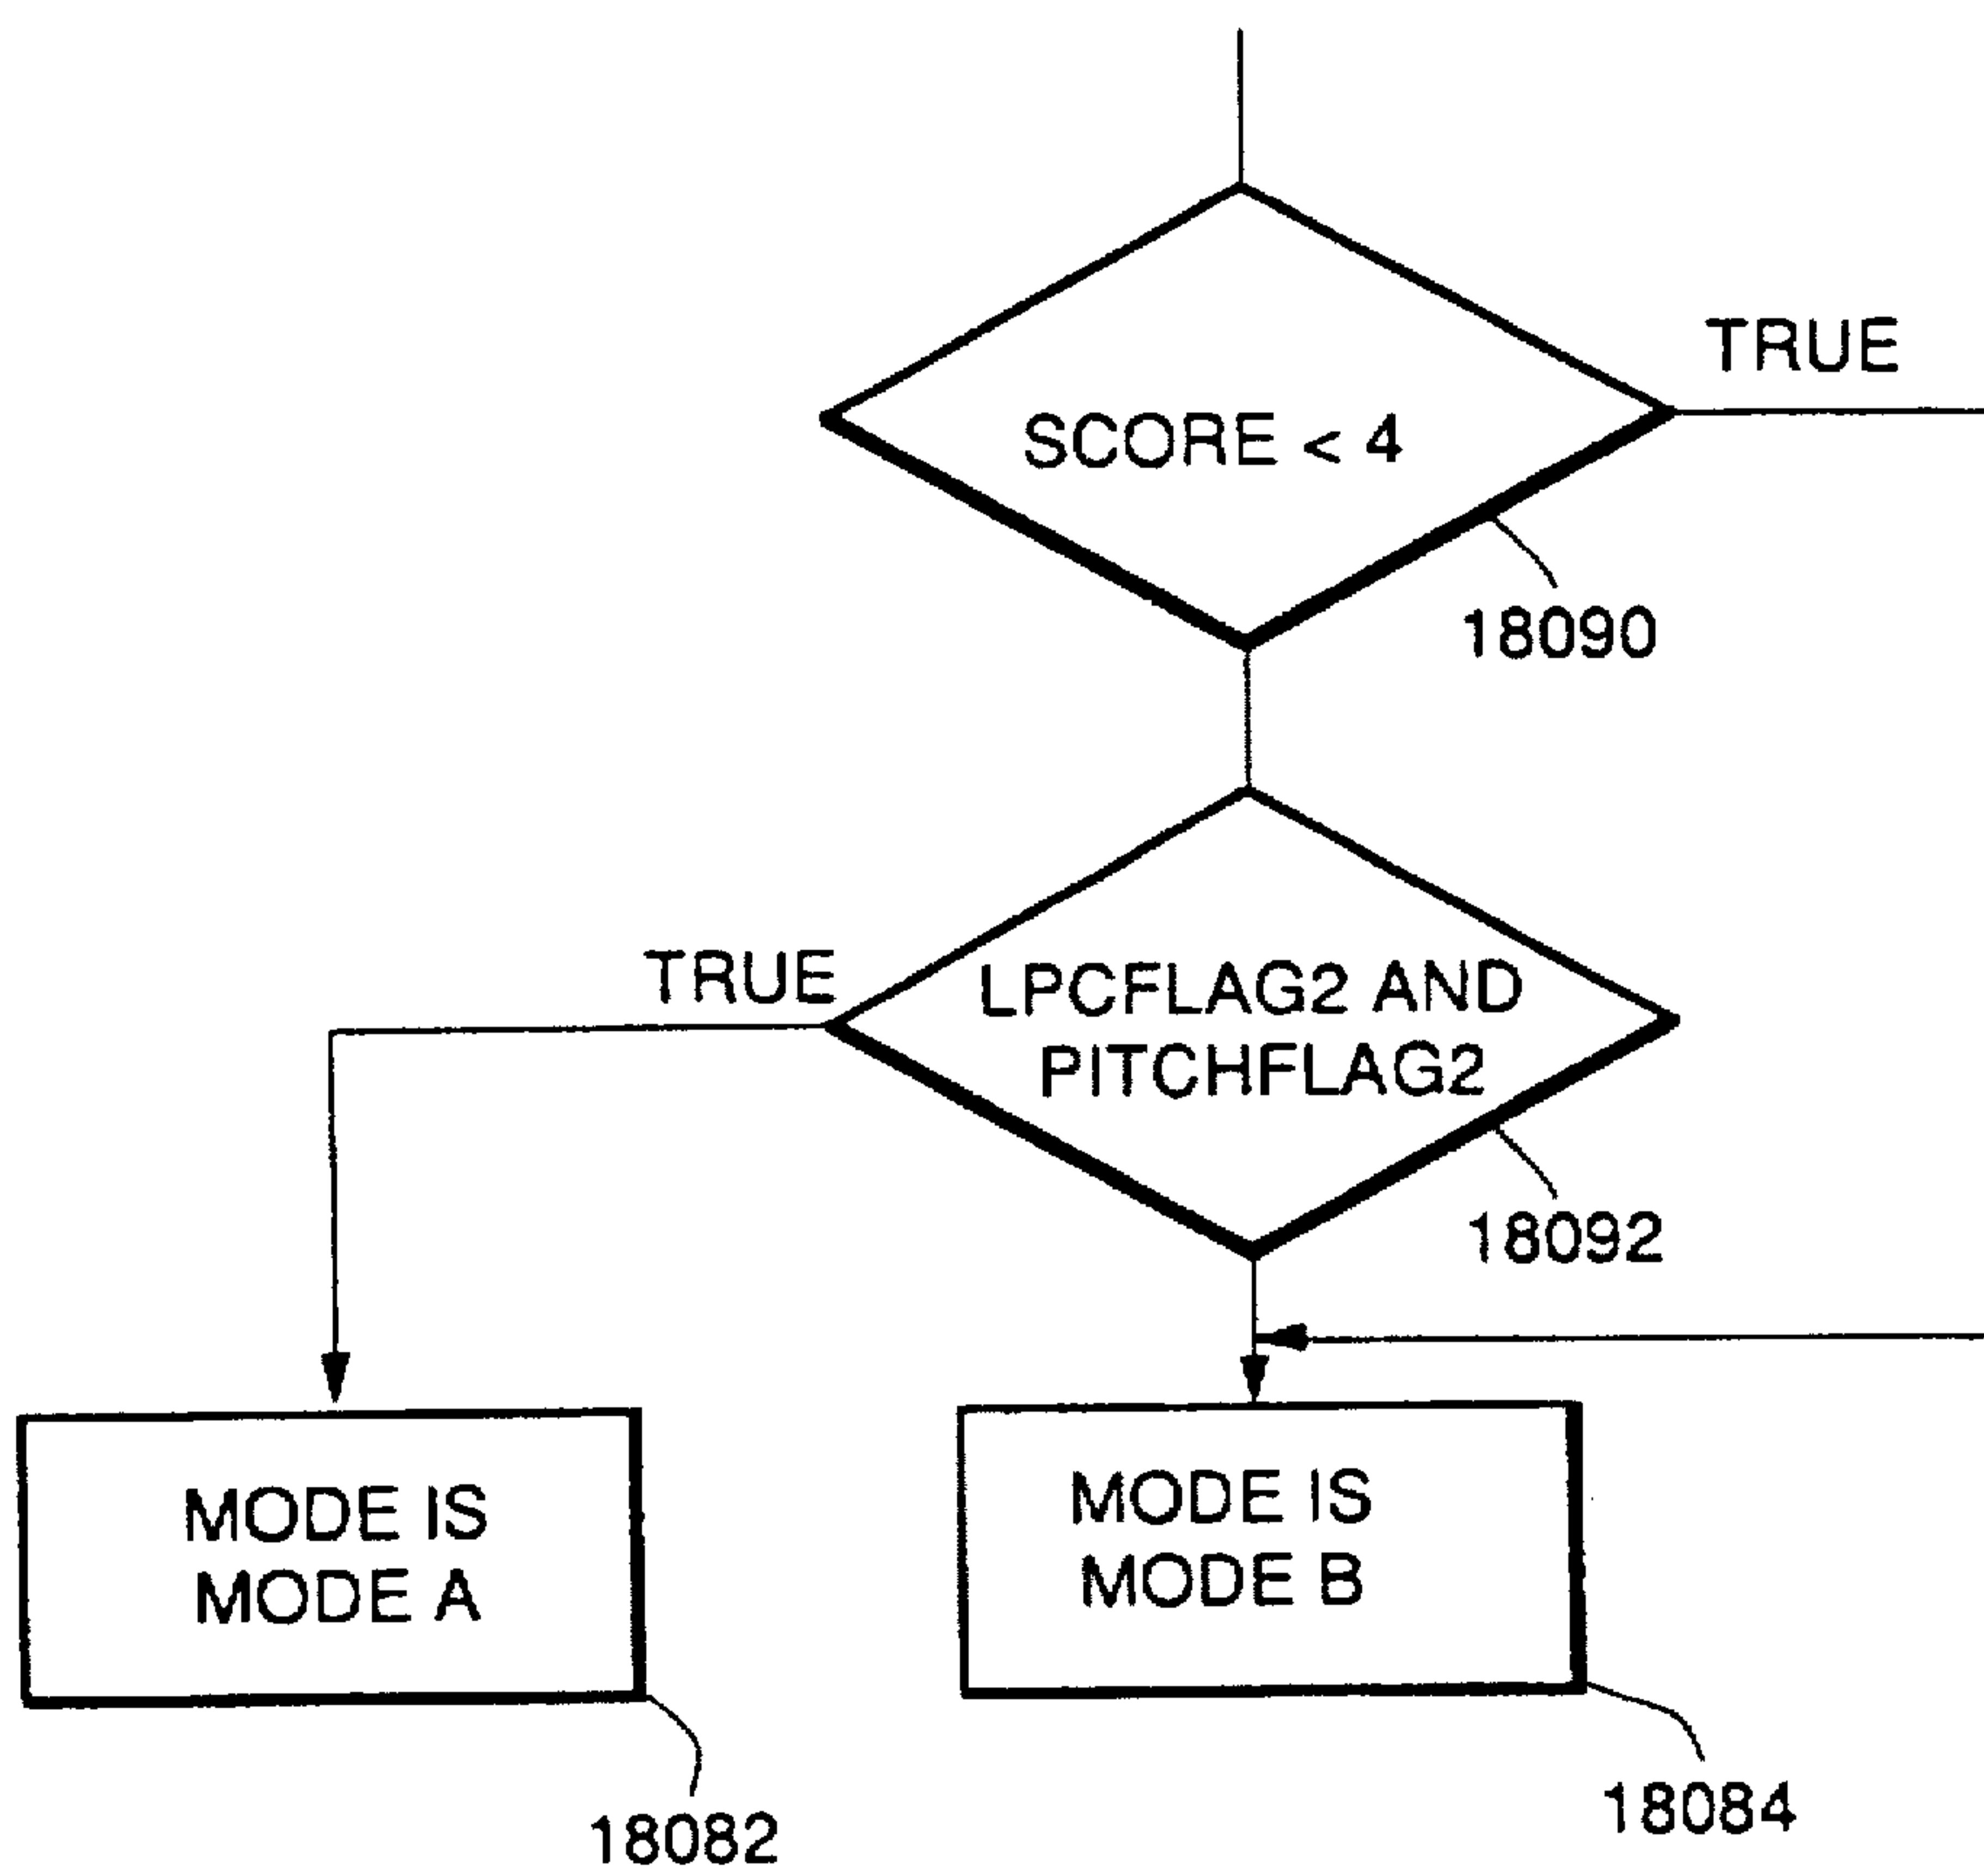 TRUE
SCORE < 4
18090
TRUE
LPCFLAG2 AND
PITCHFLAG2
18092
MODE IS
MODE A
18082
MODE IS
MODE B
18084